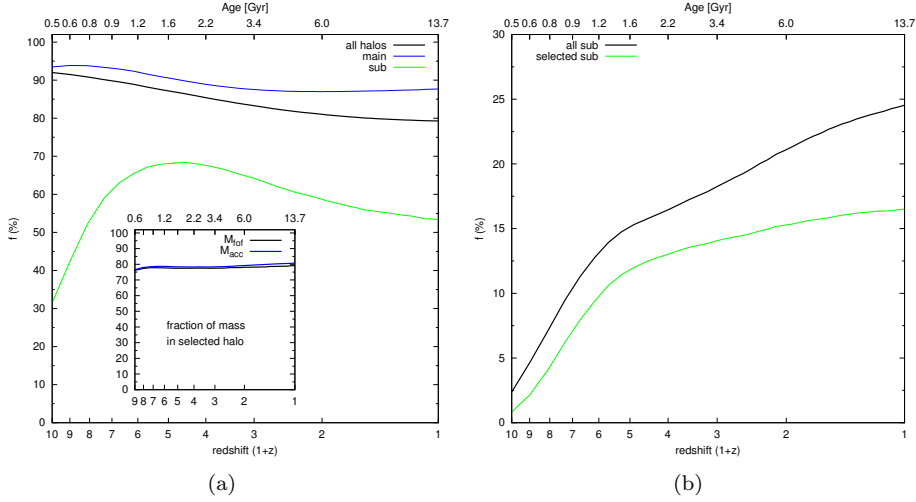 Age [Gyr]
0.5 0.6 0.8 0.9 1.2 1.6 2.2 3.4 6.0 13.7
100
90
80
70
60
50
40
30
20
10
0
f (%)
all halos
main
sub
0.6 1.2 2.2 3.4 6.0 13.7
100
90
80
70
60
50
40
30
20
10
0
M_fof
M_acc
fraction of mass
in selected halo
9 8 7 6 5 4 3 2 1
10 9 8 7 6 5 4 3 2 1
redshift (1+z)
(a)
Age [Gyr]
0.5 0.6 0.8 0.9 1.2 1.6 2.2 3.4 6.0 13.7
30
25
20
15
10
5
0
f (%)
all sub
selected sub
10 9 8 7 6 5 4 3 2 1
redshift (1+z)
(b)